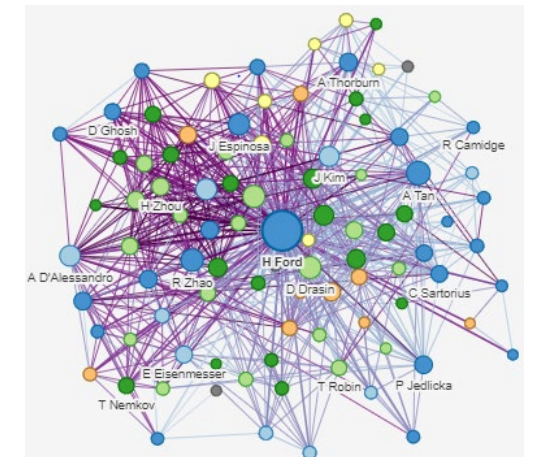 A Thorburn
D Ghosh
J Espinosa
R Camidge
J Kim
A Tan
H Zhou
H Ford
A D'Alessandro
R Zhao
D Drasin
C Sartorius
E Eisenmesser
T Robin
P Jedlicka
T Nemkov